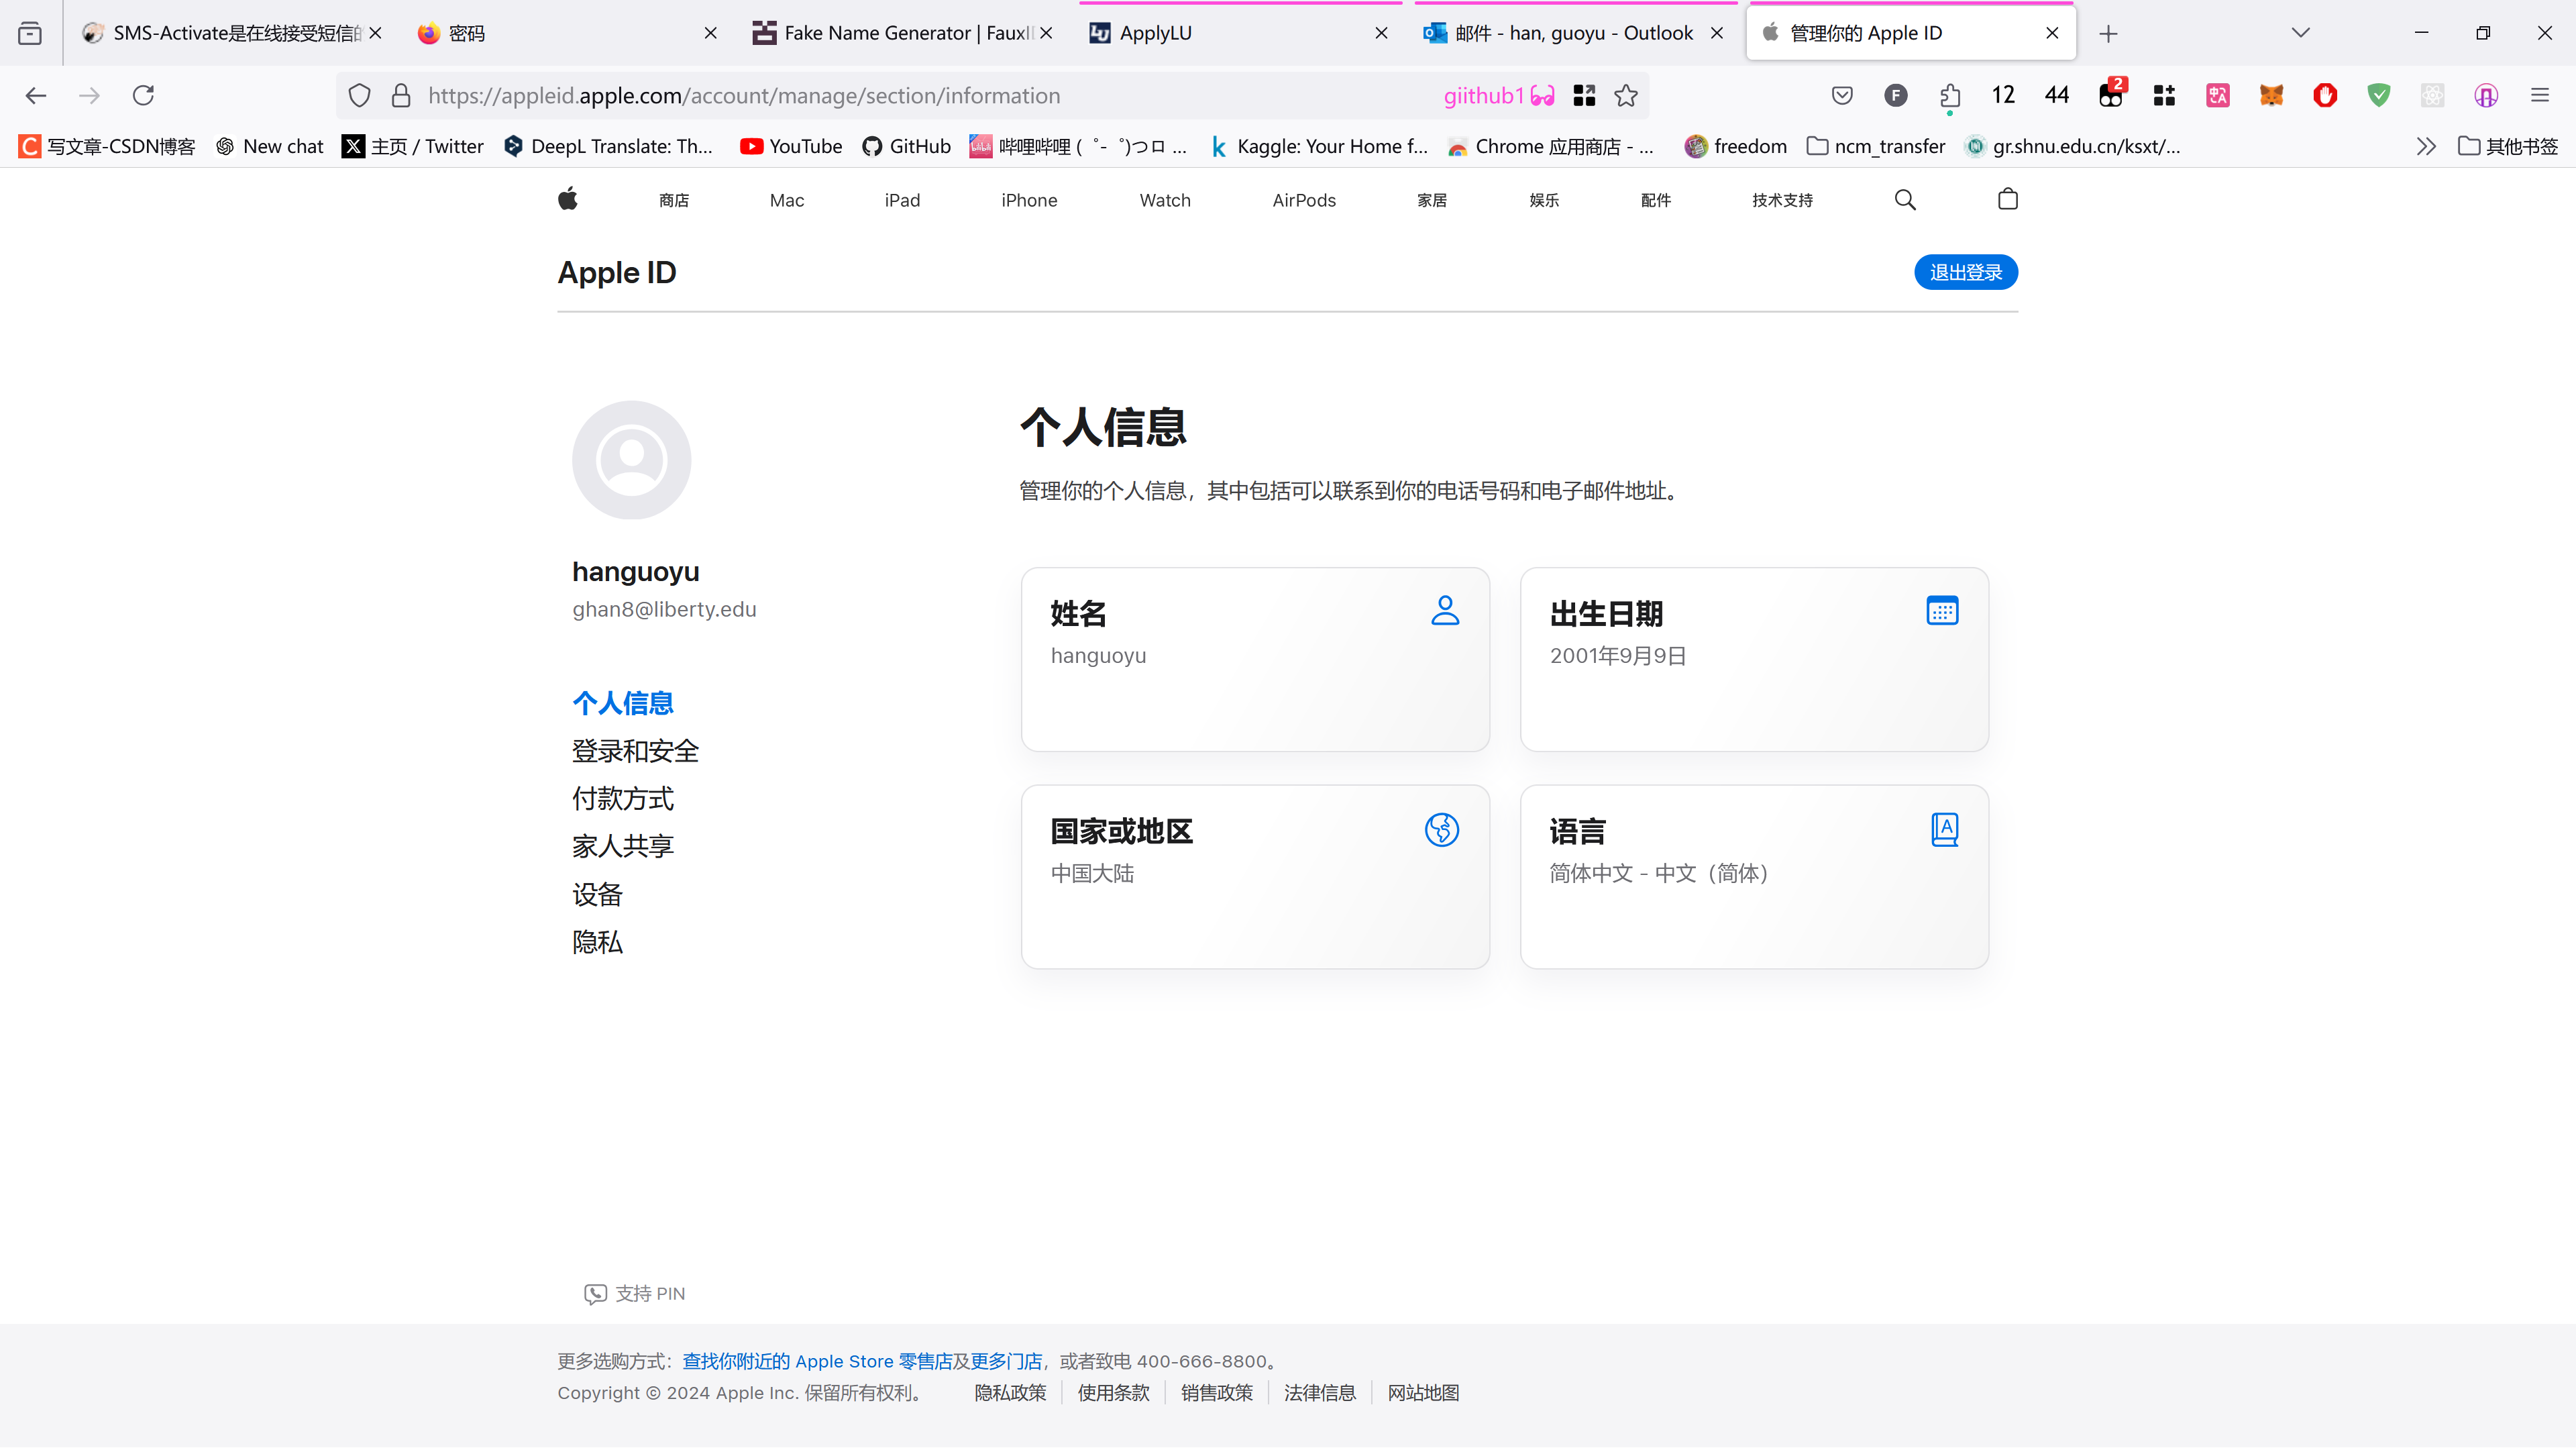 SMS-Activate是在线接受短信的
密码
Fake Name Generator | FauxID
ApplyLU
邮件 - han, guoyu - Outlook
管理你的 Apple ID
https://appleid.apple.com/account/manage/section/information
giithub1
12
44
2
写文章-CSDN博客
New chat
主页 / Twitter
DeepL Translate: Th...
YouTube
GitHub
哔哩哔哩 ( ゜- ゜)つロ ...
Kaggle: Your Home f...
Chrome 应用商店 - ...
freedom
ncm_transfer
gr.shnu.edu.cn/ksxt/...
其他书签
商店
Mac
iPad
iPhone
Watch
AirPods
家居
娱乐
配件
技术支持
Apple ID
退出登录
hanguoyu
ghan8@liberty.edu
个人信息
登录和安全
付款方式
家人共享
设备
隐私
个人信息
管理你的个人信息，其中包括可以联系到你的电话号码和电子邮件地址。
姓名
hanguoyu
出生日期
2001年9月9日
国家或地区
中国大陆
语言
简体中文 - 中文（简体）
支持 PIN
更多选购方式：查找你附近的 Apple Store 零售店及更多门店，或者致电 400-666-8800。
Copyright © 2024 Apple Inc. 保留所有权利。
隐私政策
使用条款
销售政策
法律信息
网站地图